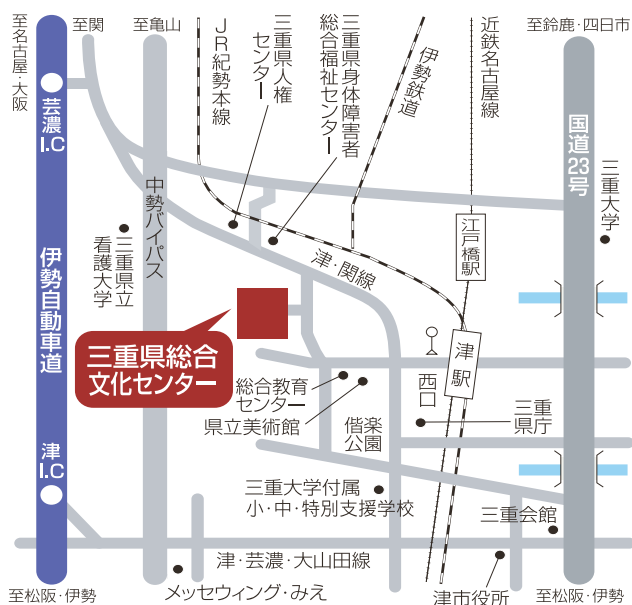 至名古屋・大阪
至関
至亀山
JR紀勢本線
三重県人権
センター
三重県身体障害者
総合福祉センター
伊勢鉄道
近鉄名古屋線
至鈴鹿・四日市
芸濃
I.C
国道23号
三重大学
中勢バイパス
三重県立
看護大学
江戸橋駅
伊勢自動車道
津・関線
三重県総合
文化センター
津駅
西口
総合教育
センター
県立美術館
偕楽
公園
三重
県庁
津
I.C
三重大学付属
小・中・特別支援学校
三重会館
津・芸濃・大山田線
メッセウィング・みえ
津市役所
至松阪・伊勢
至松阪・伊勢